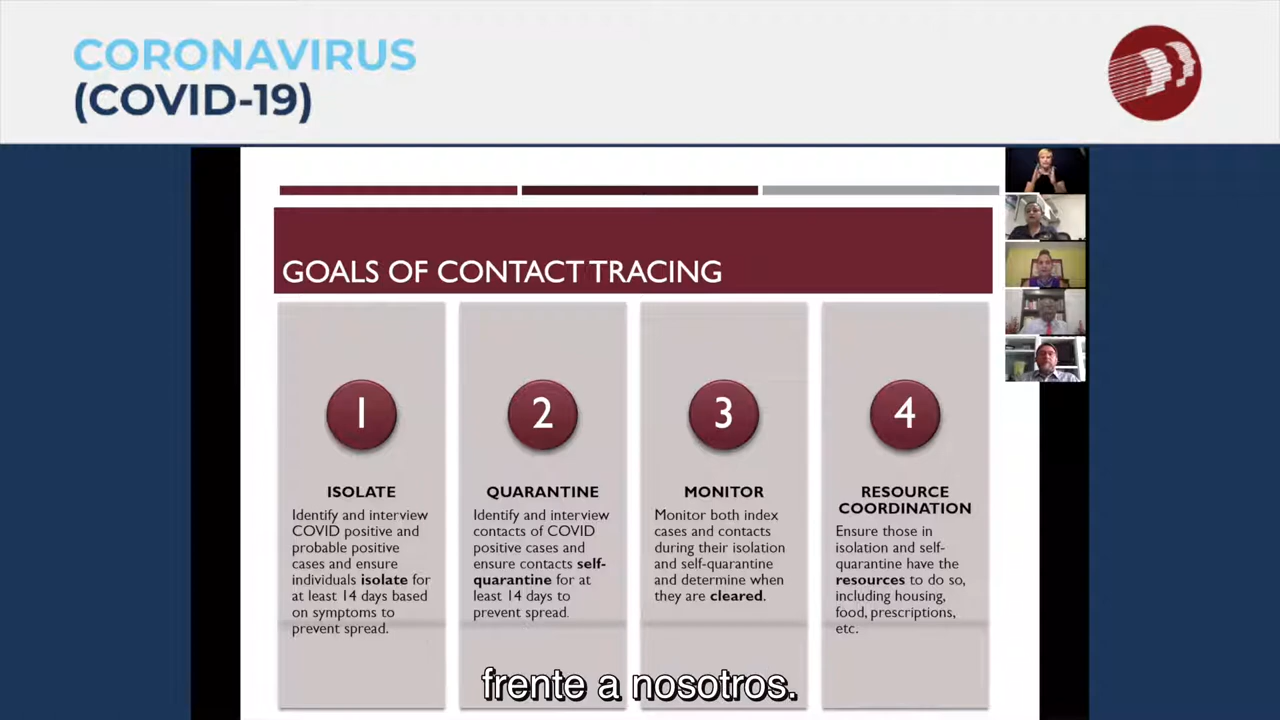 CORONAVIRUS
(COVID-19)
GOALS OF CONTACT TRACING
1
ISOLATE
Identify and interview
COVID positive and
probable positive
cases and ensure
individuals isolate for
at least 14 days based
on symptoms to
prevent spread.
2
QUARANTINE
Identify and interview
contacts of COVID
positive cases and
ensure contacts self-
quarantine for at
least 14 days to
prevent spread.
3
MONITOR
Monitor both index
cases and contacts
during their isolation
and self-quarantine
and determine when
they are cleared.
4
RESOURCE
COORDINATION
Ensure those in
isolation and self-
quarantine have the
resources to do so,
including housing,
food, prescriptions,
etc.
frente a nosotros.